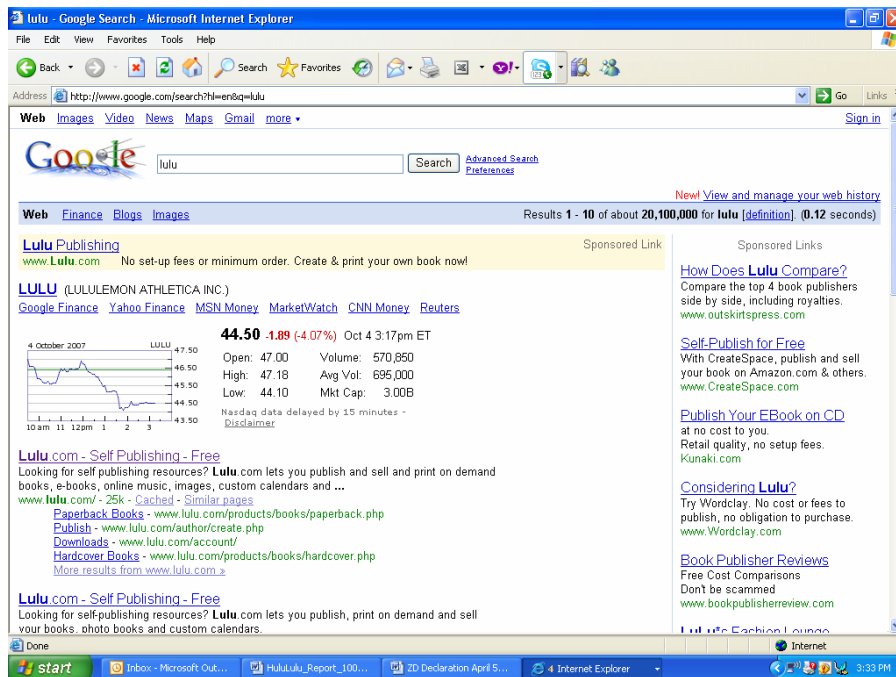 lulu - Google Search - Microsoft Internet Explorer
File Edit View Favorites Tools Help
Back Search Favorites
Address http://www.google.com/search?hl=en&q=lulu Go Links
Web Images Video News Maps Gmail more Sign in
Google lulu Search Advanced Search
Preferences
New! View and manage your web history
Web Finance Blogs Images Results 1 - 10 of about 20,100,000 for lulu [definition]. (0.12 seconds)
Lulu Publishing Sponsored Link
www.Lulu.com No set-up fees or minimum order. Create & print your own book now!
LULU (LULULEMON ATHLETICA INC.)
Google Finance Yahoo Finance MSN Money MarketWatch CNN Money Reuters
4 October 2007 LULU
47.50
46.50
45.50
44.50
43.50
10 am 11 12pm 1 2 3
44.50 -1.89 (-4.07%) Oct 4 3:17pm ET
Open: 47.00 Volume: 570,850
High: 47.18 Avg Vol: 695,000
Low: 44.10 Mkt Cap: 3.00B
Nasdaq data delayed by 15 minutes -
Disclaimer
Lulu.com - Self Publishing - Free
Looking for self publishing resources? Lulu.com lets you publish and sell and print on demand
books, e-books, online music, images, custom calendars and ...
www.lulu.com/ - 25k - Cached - Similar pages
Paperback Books - www.lulu.com/products/books/paperback.php
Publish - www.lulu.com/author/create.php
Downloads - www.lulu.com/account/
Hardcover Books - www.lulu.com/products/books/hardcover.php
More results from www.lulu.com »
Lulu.com - Self Publishing - Free
Looking for self-publishing resources? Lulu.com lets you publish, print on demand and sell
your books, photo books and custom calendars.
Sponsored Links
How Does Lulu Compare?
Compare the top 4 book publishers
side by side, including royalties.
www.outskirtspress.com
Self-Publish for Free
With CreateSpace, publish and sell
your book on Amazon.com & others.
www.CreateSpace.com
Publish Your EBook on CD
at no cost to you.
Retail quality, no setup fees.
Kunaki.com
Considering Lulu?
Try Wordclay. No cost or fees to
publish, no obligation to purchase.
www.Wordclay.com
Book Publisher Reviews
Free Cost Comparisons
Don't be scammed
www.bookpublisherreview.com
LuLu*s Fashion Lounge
Done Internet
start Inbox - Microsoft Out... HuluLulu_Report_100... ZD Declaration April 5... 4 Internet Explorer 3:33 PM